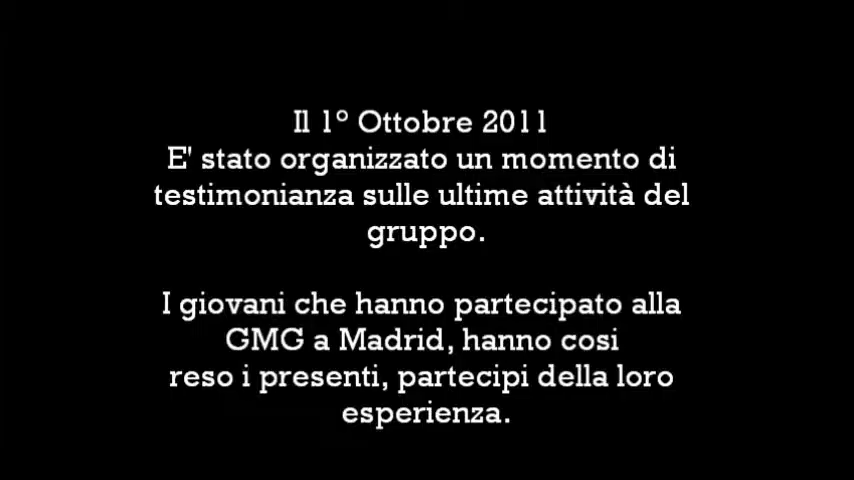 Il 1° Ottobre 2011
E' stato organizzato un momento di
testimonianza sulle ultime attività del
gruppo.
I giovani che hanno partecipato alla
GMG a Madrid, hanno cosi
reso i presenti, partecipi della loro
esperienza.